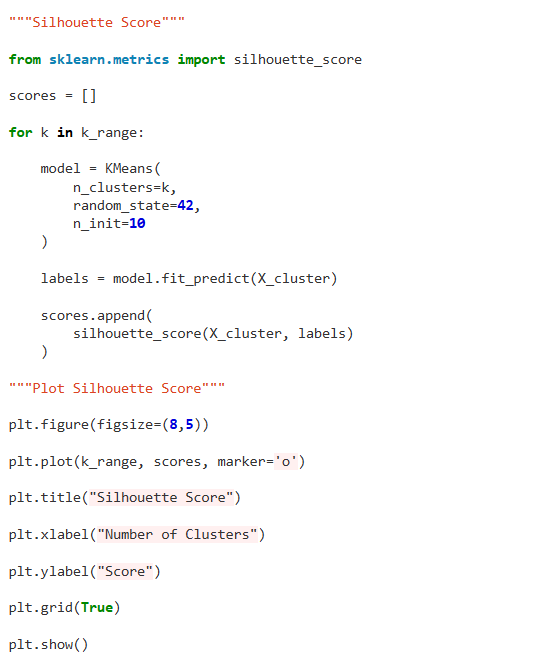 """Silhouette Score"""
from sklearn.metrics import silhouette_score
scores = []
for k in k_range:
    model = KMeans(
        n_clusters=k,
        random_state=42,
        n_init=10
    )
    labels = model.fit_predict(X_cluster)
    scores.append(
        silhouette_score(X_cluster, labels)
    )
"""Plot Silhouette Score"""
plt.figure(figsize=(8,5))
plt.plot(k_range, scores, marker='o')
plt.title("Silhouette Score")
plt.xlabel("Number of Clusters")
plt.ylabel("Score")
plt.grid(True)
plt.show()